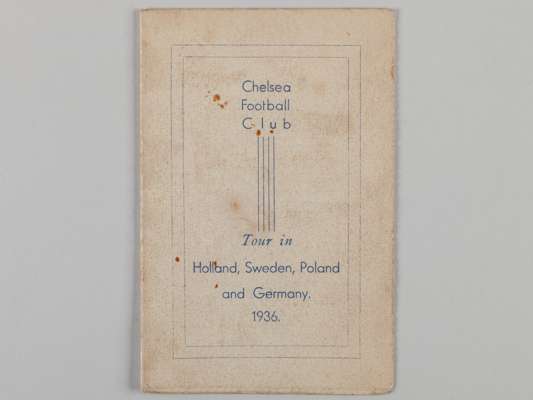 Chelsea
Football
Club
Tour in
Holland, Sweden, Poland
and Germany.
1936.